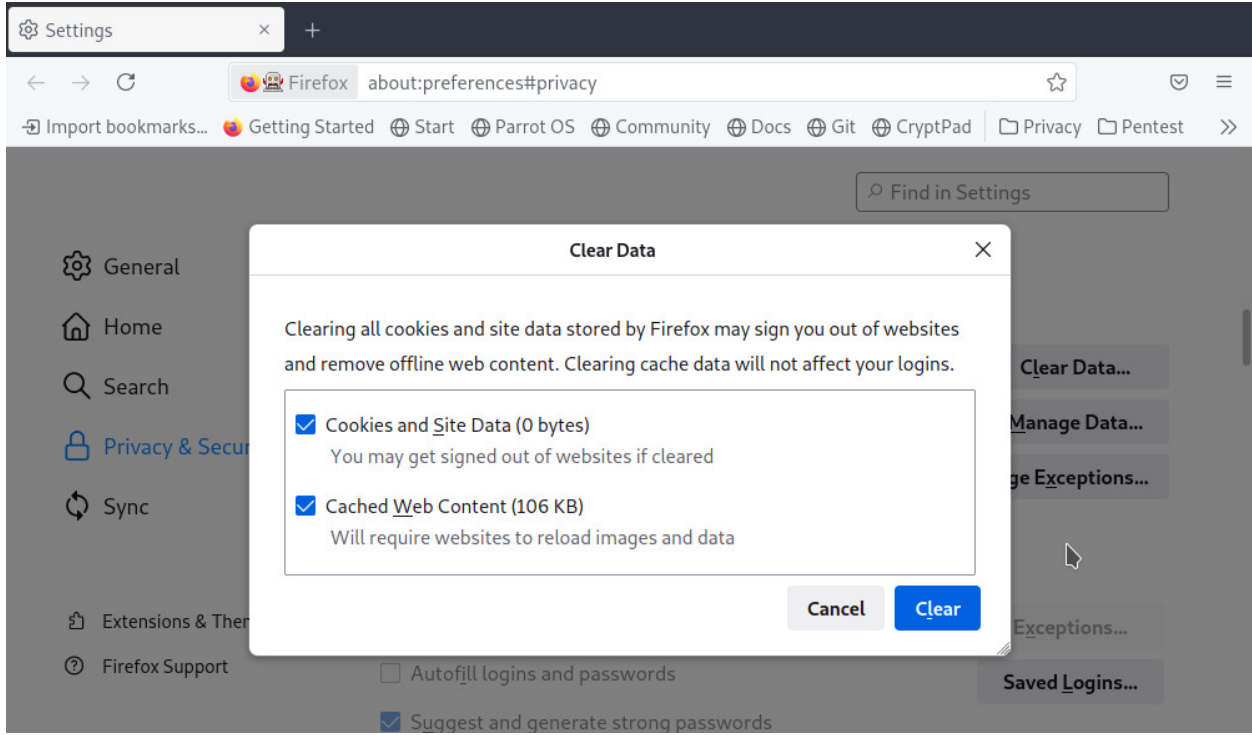 Settings
Firefox about:preferences#privacy
Import bookmarks... Getting Started Start Parrot OS Community Docs Git CryptPad Privacy Pentest
Find in Settings
Clear Data
General
Home
Search
Privacy & Secur
Sync
Extensions & Ther
Firefox Support
Clearing all cookies and site data stored by Firefox may sign you out of websites
and remove offline web content. Clearing cache data will not affect your logins.
Cookies and Site Data (0 bytes)
You may get signed out of websites if cleared
Cached Web Content (106 KB)
Will require websites to reload images and data
Cancel Clear
Clear Data...
Manage Data...
ge Exceptions...
Exceptions...
Saved Logins...
Autofill logins and passwords
Suggest and generate strong passwords